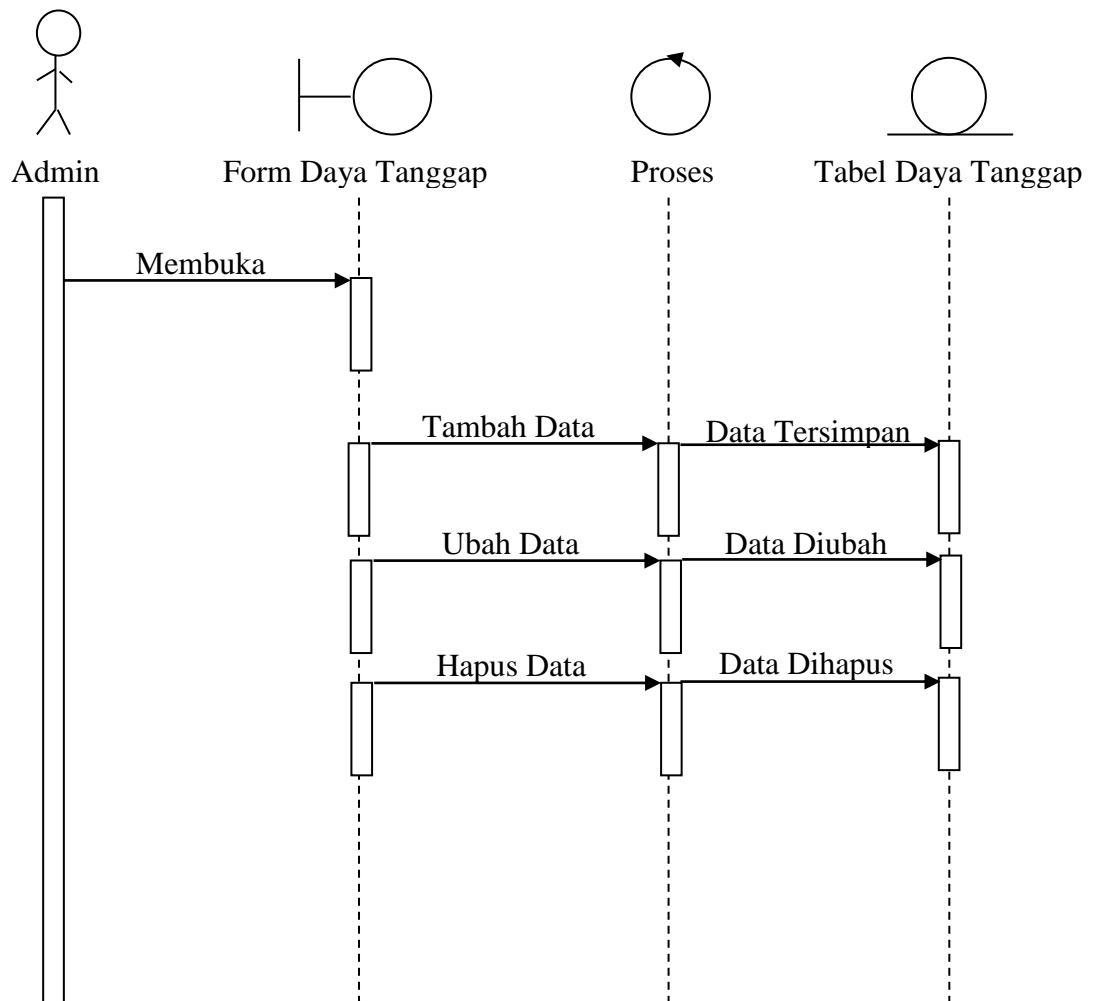 Admin
Form Daya Tanggap
Proses
Tabel Daya Tanggap
Membuka
Tambah Data
Data Tersimpan
Ubah Data
Data Diubah
Hapus Data
Data Dihapus